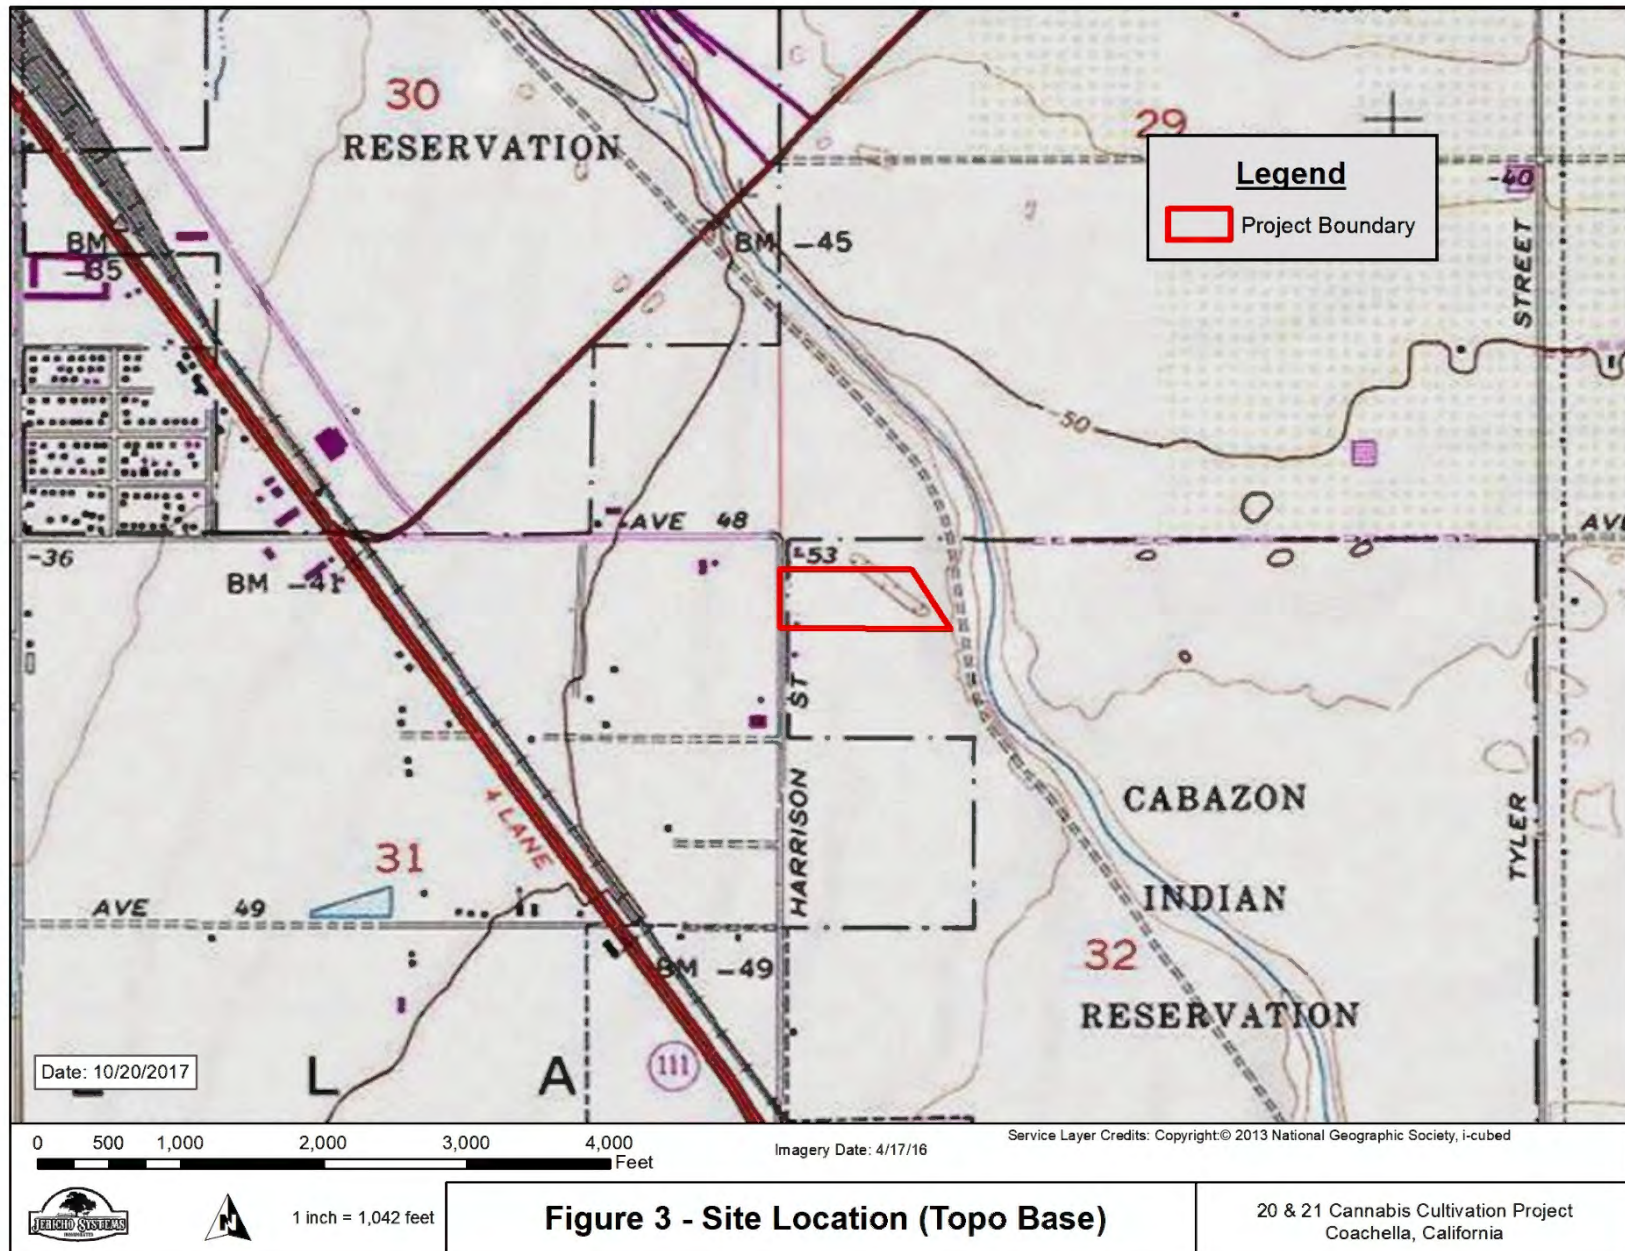 30
RESERVATION
29
Legend
Project Boundary
-40
BM
-35
BM -45
STREET
-50
AVE 48
AVE
-36
-53
BM -41
ST
HARRISON
CABAZON
4 LANE
31
TYLER
AVE 49
INDIAN
BM -49
32
RESERVATION
Date: 10/20/2017
L A
111
0 500 1,000 2,000 3,000 4,000
Feet
Imagery Date: 4/17/16
Service Layer Credits: Copyright:© 2013 National Geographic Society, i-cubed
JERICHO SYSTEMS
N
1 inch = 1,042 feet
Figure 3 - Site Location (Topo Base)
20 & 21 Cannabis Cultivation Project
Coachella, California